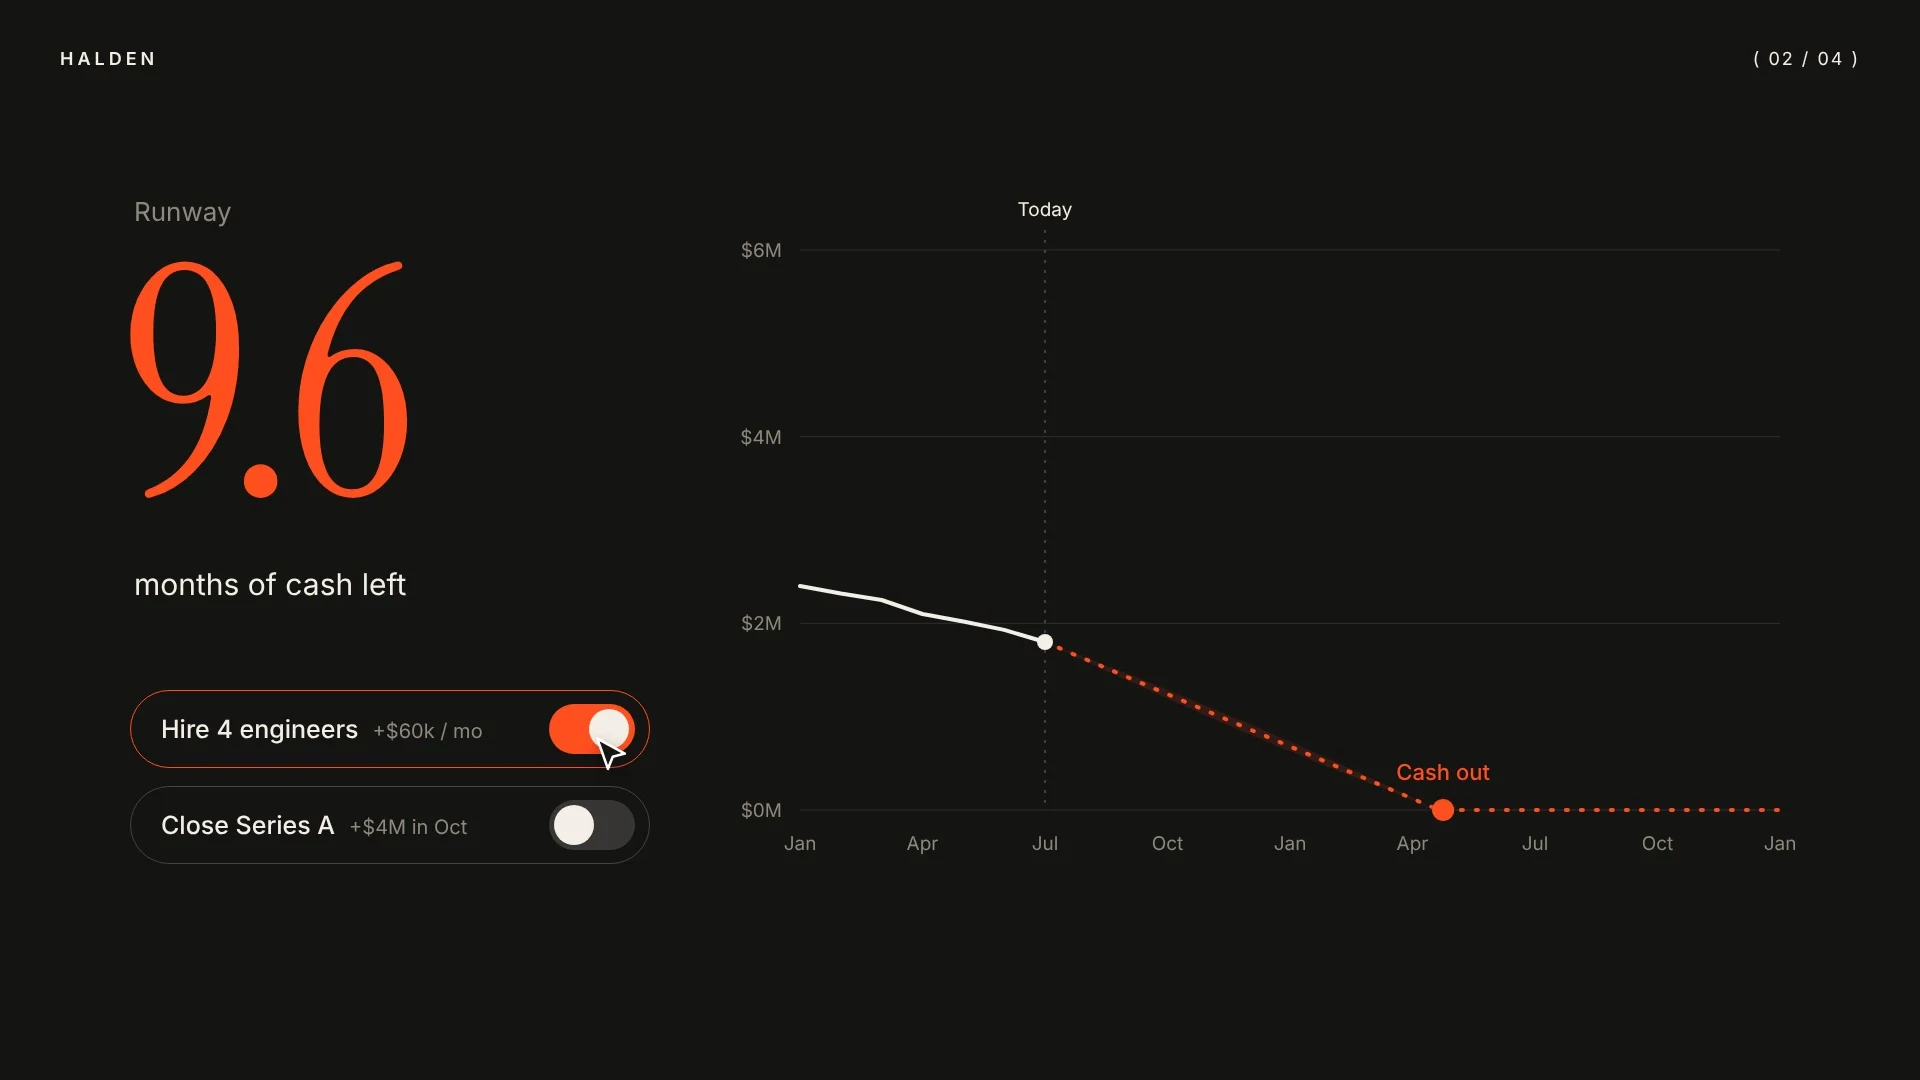 HALDEN
( 02 / 04 )
Runway
9.6
months of cash left
Hire 4 engineers +$60k / mo
Close Series A +$4M in Oct
Today
$6M
$4M
$2M
$0M
Cash out
Jan Apr Jul Oct Jan Apr Jul Oct Jan